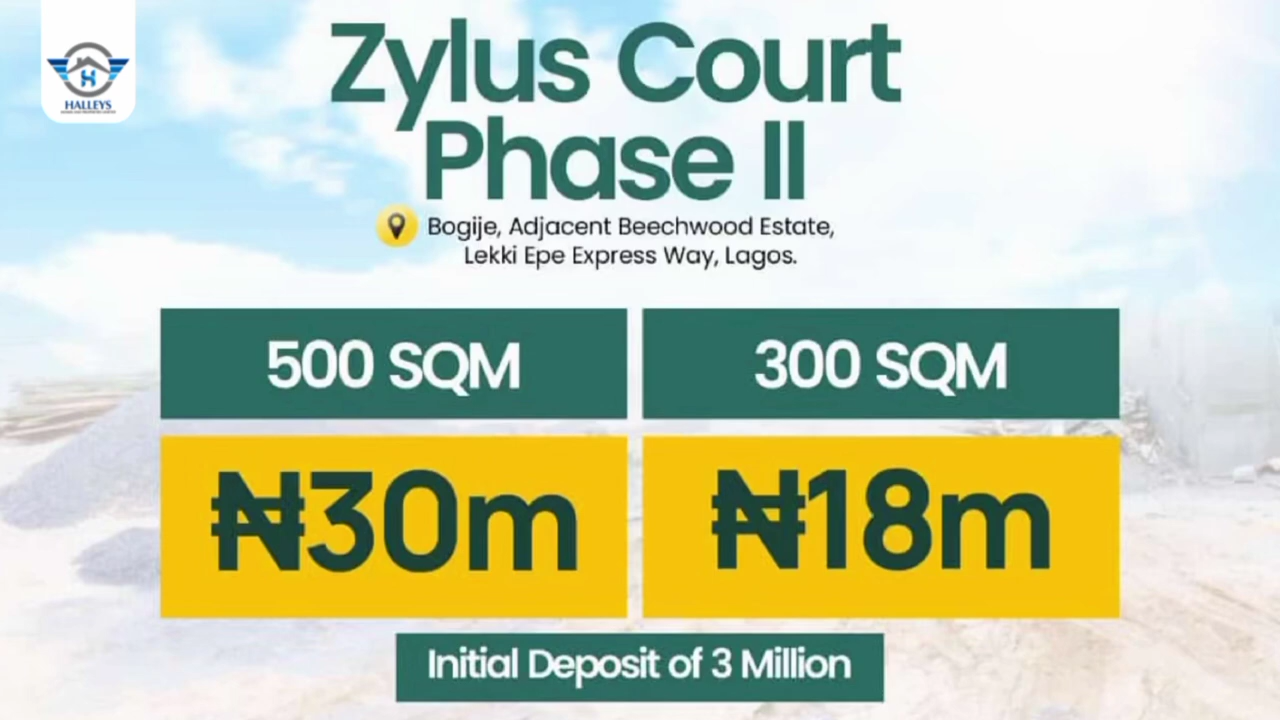 HALLEYS
Zylus Court
Phase II
Bogije, Adjacent Beechwood Estate,
Lekki Epe Express Way, Lagos.
500 SQM
300 SQM
₦30m
₦18m
Initial Deposit of 3 Million